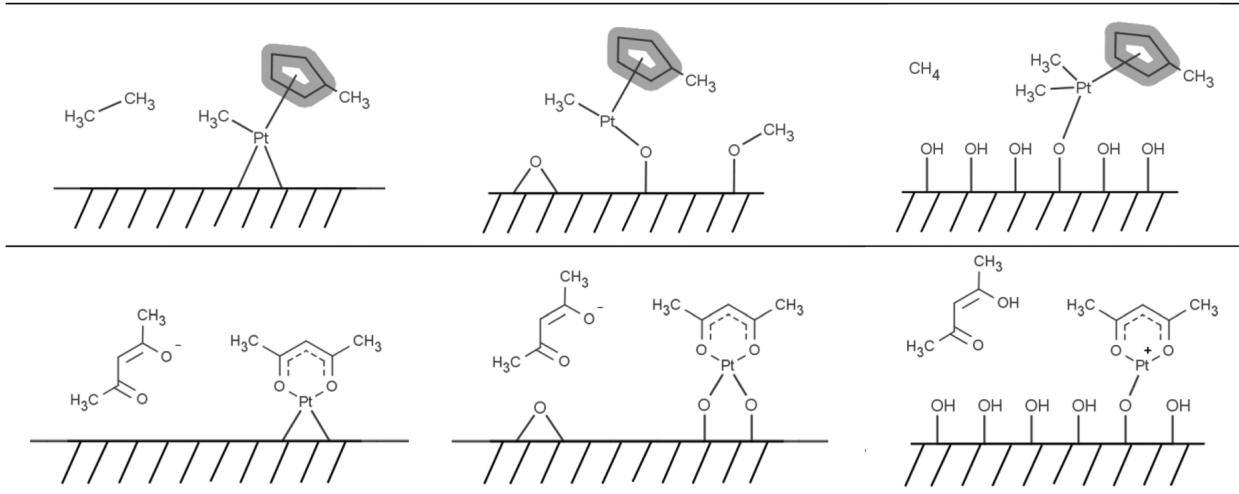 CH₃
H₃C
H₃C
CH₃
Pt
CH₃
H₃C
Pt
O
O
O
CH₃
CH₄
H₃C
H₃C
Pt
CH₃
OH OH OH O OH OH
CH₃
O⁻
H₃C
O
H₃C CH₃
O O
Pt
CH₃
O⁻
H₃C
O
H₃C CH₃
O O
Pt
O O O
CH₃
OH
H₃C
O
H₃C CH₃
O + O
Pt
OH OH OH OH O OH